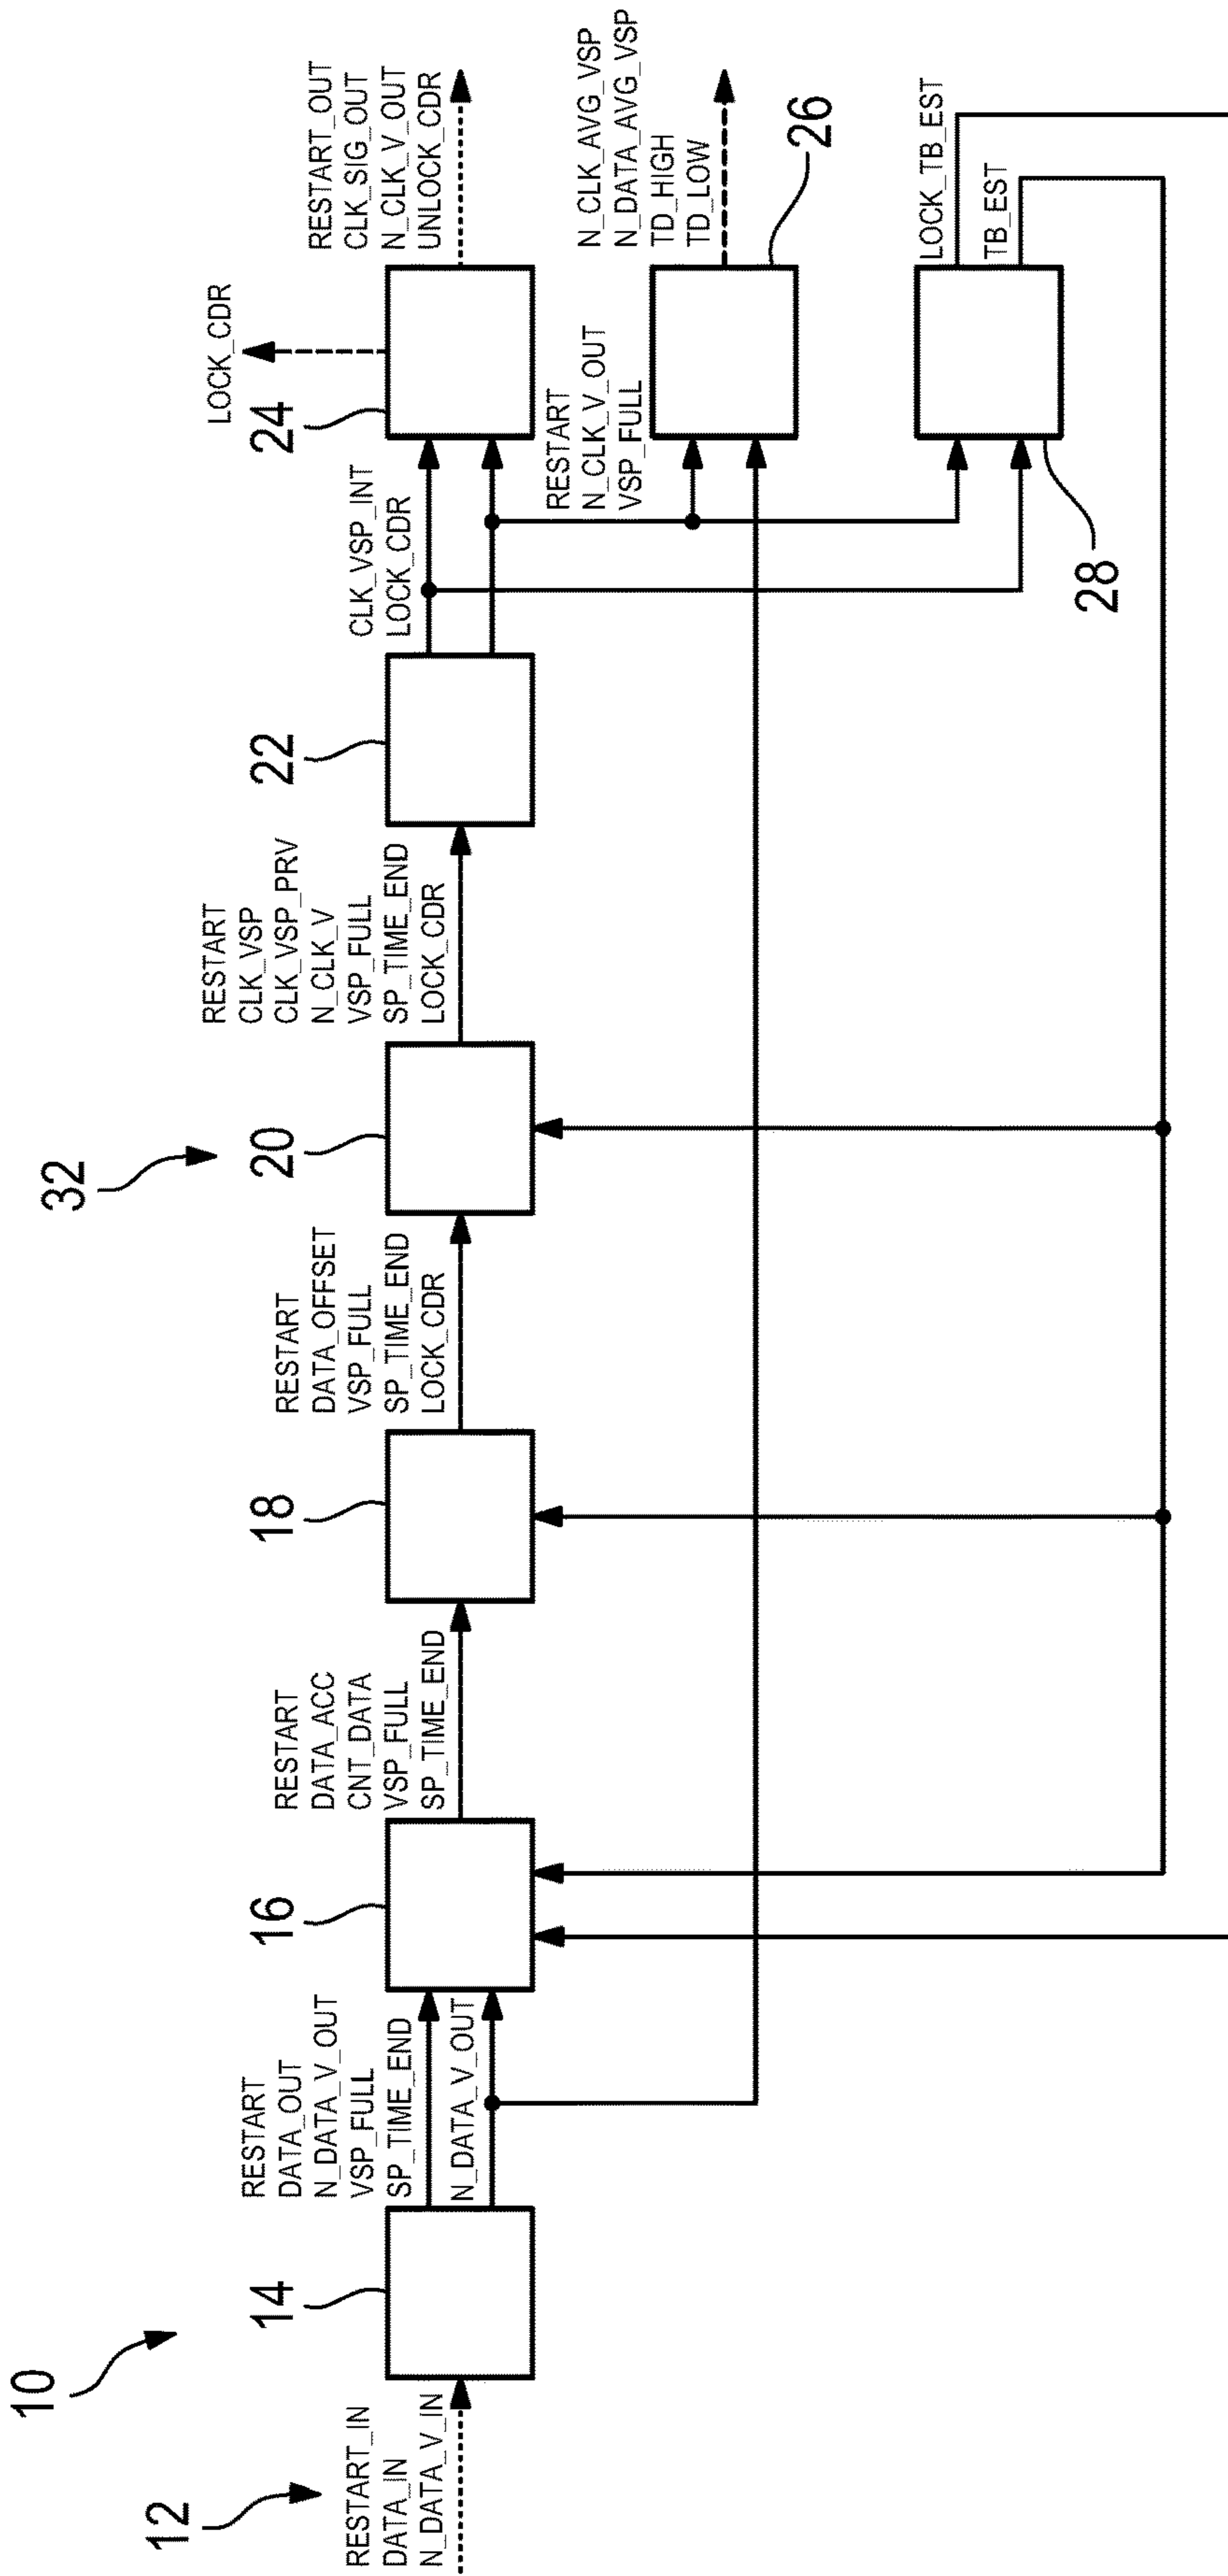 10
12
RESTART_IN
DATA_IN
N_DATA_V_IN
14
RESTART
DATA_OUT
N_DATA_V_OUT
VSP_FULL
SP_TIME_END
N_DATA_V_OUT
16
RESTART
DATA_ACC
CNT_DATA
VSP_FULL
SP_TIME_END
18
RESTART
DATA_OFFSET
VSP_FULL
SP_TIME_END
LOCK_CDR
32
20
RESTART
CLK_VSP
CLK_VSP_PRV
N_CLK_V
VSP_FULL
SP_TIME_END
LOCK_CDR
22
CLK_VSP_INT
LOCK_CDR
24
LOCK_CDR
RESTART_OUT
CLK_SIG_OUT
N_CLK_V_OUT
UNLOCK_CDR
RESTART
N_CLK_V_OUT
VSP_FULL
N_CLK_AVG_VSP
N_DATA_AVG_VSP
TD_HIGH
TD_LOW
26
LOCK_TB_EST
TB_EST
28